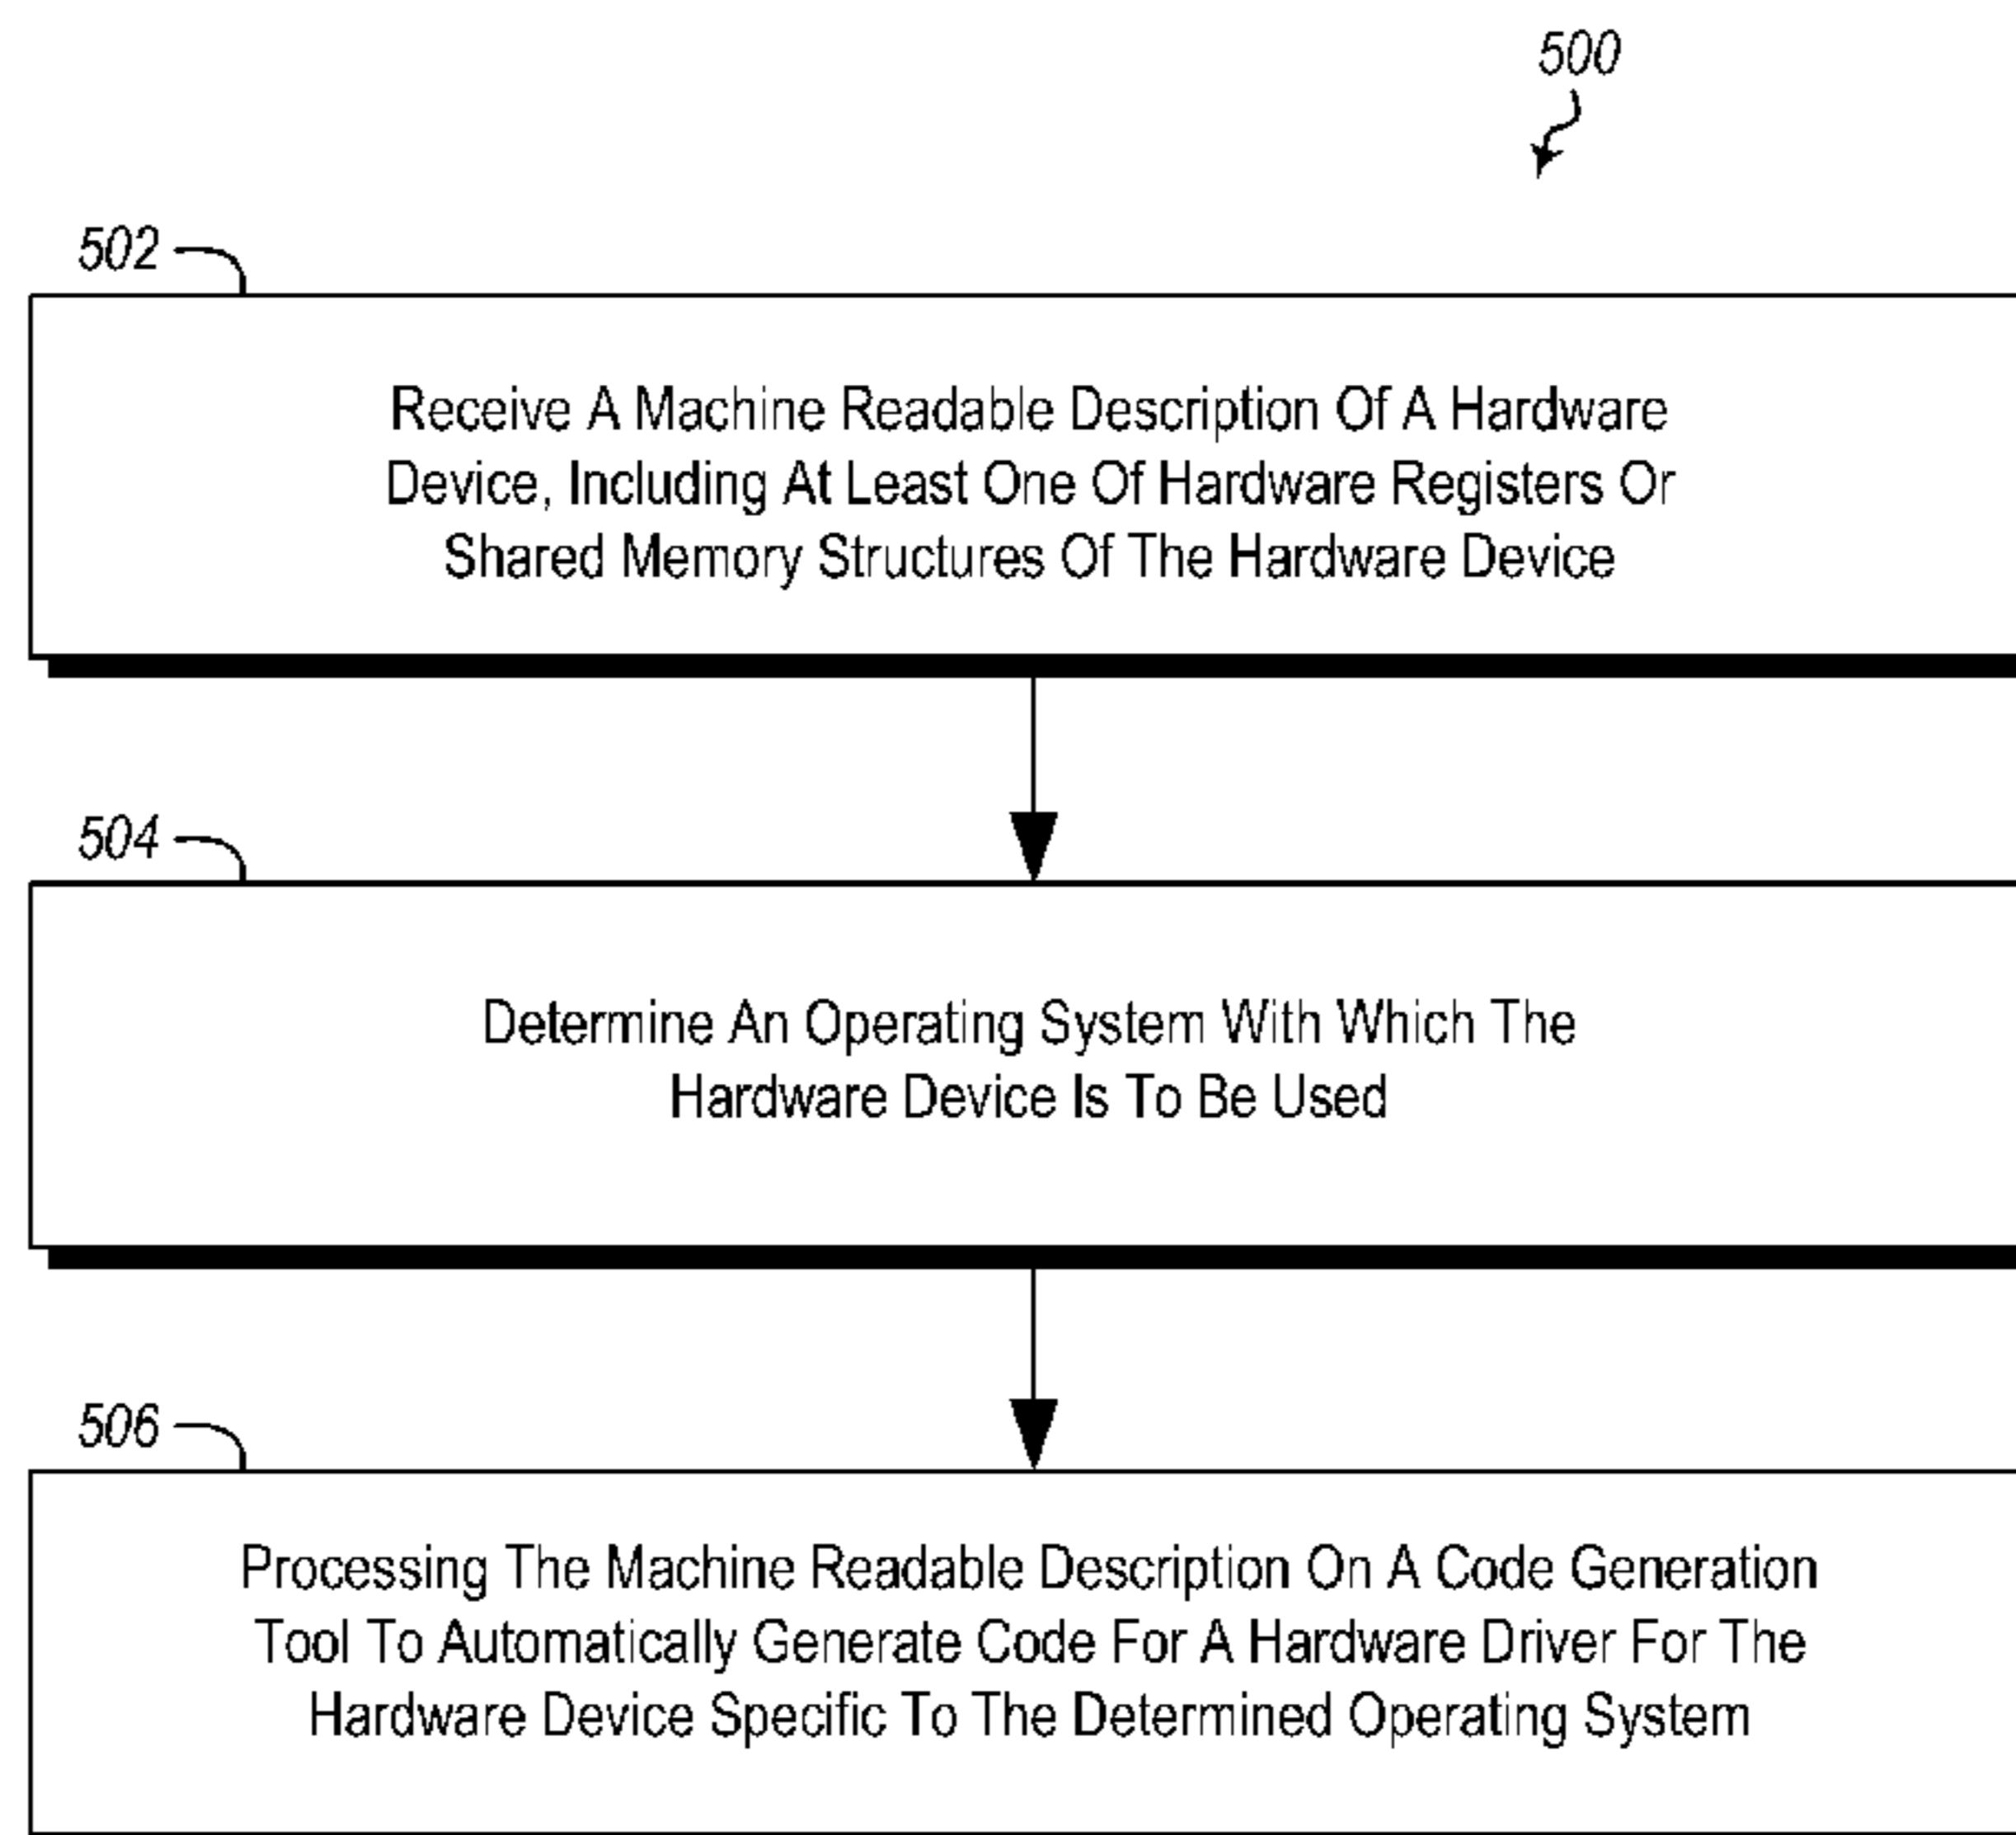 500
502
Receive A Machine Readable Description Of A Hardware
Device, Including At Least One Of Hardware Registers Or
Shared Memory Structures Of The Hardware Device
504
Determine An Operating System With Which The
Hardware Device Is To Be Used
506
Processing The Machine Readable Description On A Code Generation
Tool To Automatically Generate Code For A Hardware Driver For The
Hardware Device Specific To The Determined Operating System